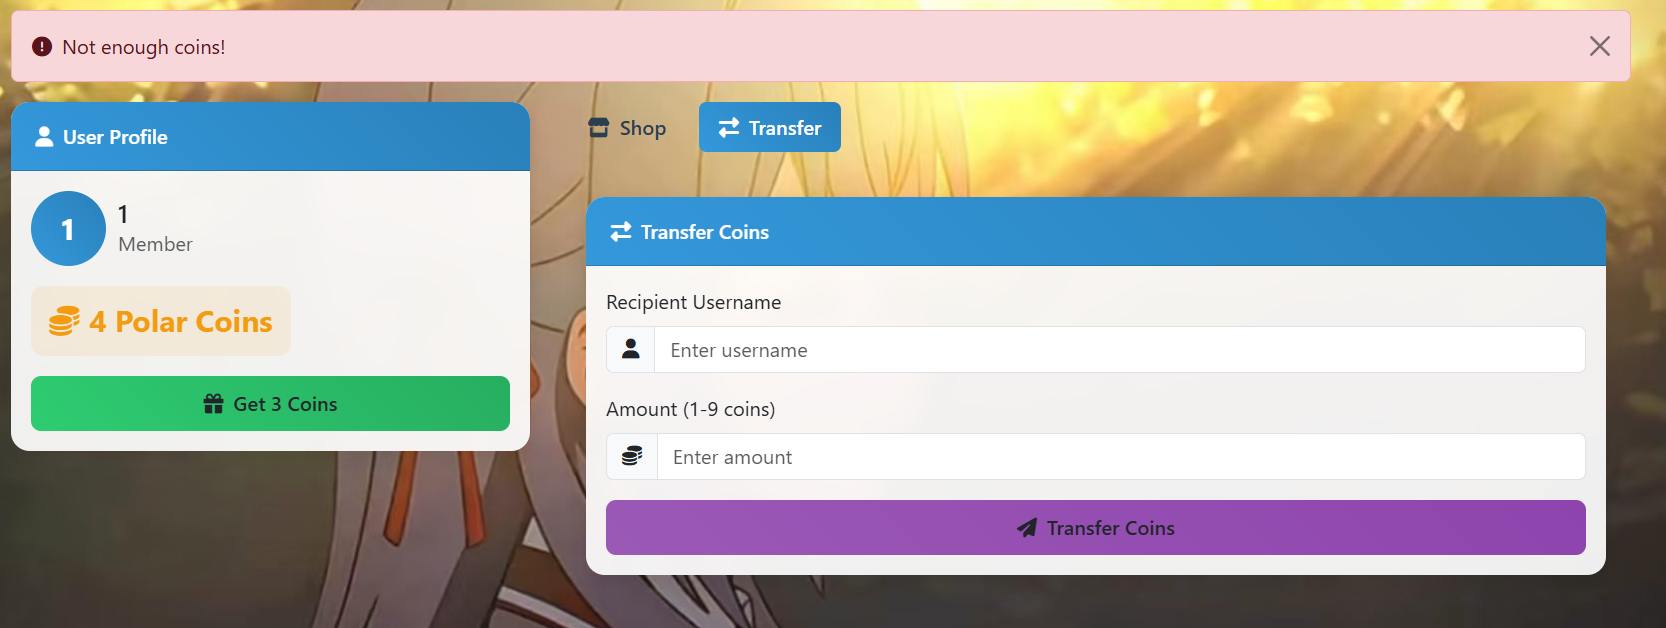 Not enough coins!
User Profile
1
1
Member
4 Polar Coins
Get 3 Coins
Shop
Transfer
Transfer Coins
Recipient Username
Enter username
Amount (1-9 coins)
Enter amount
Transfer Coins